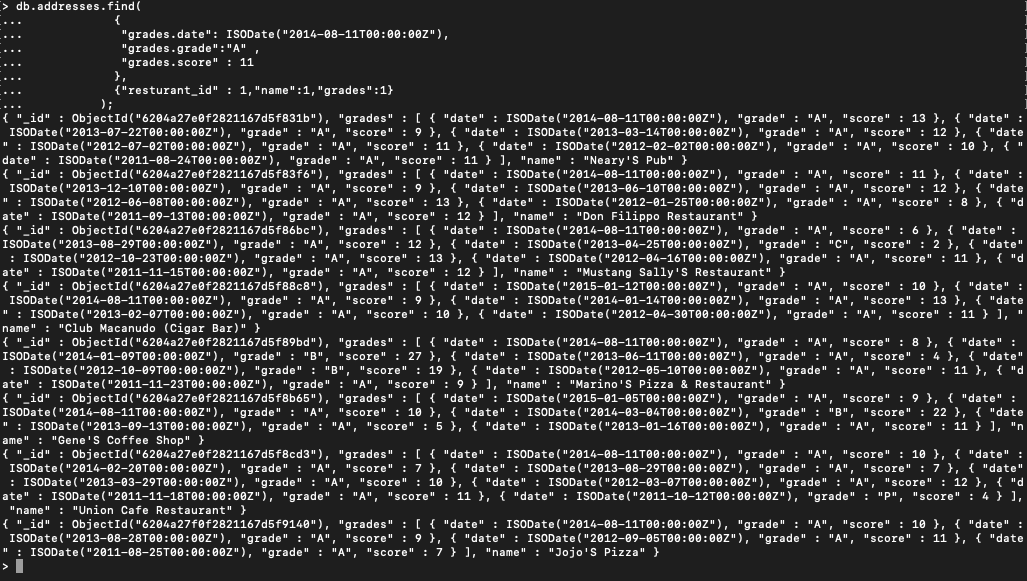 > db.addresses.find(
... {
... "grades.date": ISODate("2014-08-11T00:00:00Z"),
... "grades.grade":"A" ,
... "grades.score" : 11
... },
... {"resturant_id" : 1,"name":1,"grades":1}
... );
{ "_id" : ObjectId("6204a27e0f2821167d5f831b"), "grades" : [ { "date" : ISODate("2014-08-11T00:00:00Z"), "grade" : "A", "score" : 13 }, { "date" :
ISODate("2013-07-22T00:00:00Z"), "grade" : "A", "score" : 9 }, { "date" : ISODate("2013-03-14T00:00:00Z"), "grade" : "A", "score" : 12 }, { "date
" : ISODate("2012-07-02T00:00:00Z"), "grade" : "A", "score" : 11 }, { "date" : ISODate("2012-02-02T00:00:00Z"), "grade" : "A", "score" : 10 }, { "
date" : ISODate("2011-08-24T00:00:00Z"), "grade" : "A", "score" : 11 } ], "name" : "Neary'S Pub" }
{ "_id" : ObjectId("6204a27e0f2821167d5f83f6"), "grades" : [ { "date" : ISODate("2014-08-11T00:00:00Z"), "grade" : "A", "score" : 11 }, { "date" :
ISODate("2013-12-10T00:00:00Z"), "grade" : "A", "score" : 9 }, { "date" : ISODate("2013-06-10T00:00:00Z"), "grade" : "A", "score" : 12 }, { "date
" : ISODate("2012-06-08T00:00:00Z"), "grade" : "A", "score" : 13 }, { "date" : ISODate("2012-01-25T00:00:00Z"), "grade" : "A", "score" : 8 }, { "d
ate" : ISODate("2011-09-13T00:00:00Z"), "grade" : "A", "score" : 12 } ], "name" : "Don Filippo Restaurant" }
{ "_id" : ObjectId("6204a27e0f2821167d5f86bc"), "grades" : [ { "date" : ISODate("2014-08-11T00:00:00Z"), "grade" : "A", "score" : 6 }, { "date" :
ISODate("2013-08-29T00:00:00Z"), "grade" : "A", "score" : 12 }, { "date" : ISODate("2013-04-25T00:00:00Z"), "grade" : "C", "score" : 2 }, { "date"
: ISODate("2012-10-23T00:00:00Z"), "grade" : "A", "score" : 13 }, { "date" : ISODate("2012-04-16T00:00:00Z"), "grade" : "A", "score" : 11 }, { "d
ate" : ISODate("2011-11-15T00:00:00Z"), "grade" : "A", "score" : 12 } ], "name" : "Mustang Sally'S Restaurant" }
{ "_id" : ObjectId("6204a27e0f2821167d5f88c8"), "grades" : [ { "date" : ISODate("2015-01-12T00:00:00Z"), "grade" : "A", "score" : 10 }, { "date" :
ISODate("2014-08-11T00:00:00Z"), "grade" : "A", "score" : 9 }, { "date" : ISODate("2014-01-14T00:00:00Z"), "grade" : "A", "score" : 13 }, { "date
" : ISODate("2013-02-07T00:00:00Z"), "grade" : "A", "score" : 10 }, { "date" : ISODate("2012-04-30T00:00:00Z"), "grade" : "A", "score" : 11 } ], "
name" : "Club Macanudo (Cigar Bar)" }
{ "_id" : ObjectId("6204a27e0f2821167d5f89bd"), "grades" : [ { "date" : ISODate("2014-08-11T00:00:00Z"), "grade" : "A", "score" : 8 }, { "date" :
ISODate("2014-01-09T00:00:00Z"), "grade" : "B", "score" : 27 }, { "date" : ISODate("2013-06-11T00:00:00Z"), "grade" : "A", "score" : 4 }, { "date"
: ISODate("2012-10-09T00:00:00Z"), "grade" : "B", "score" : 19 }, { "date" : ISODate("2012-05-10T00:00:00Z"), "grade" : "A", "score" : 11 }, { "d
ate" : ISODate("2011-11-23T00:00:00Z"), "grade" : "A", "score" : 9 } ], "name" : "Marino'S Pizza & Restaurant" }
{ "_id" : ObjectId("6204a27e0f2821167d5f8b65"), "grades" : [ { "date" : ISODate("2015-01-05T00:00:00Z"), "grade" : "A", "score" : 9 }, { "date" :
ISODate("2014-08-11T00:00:00Z"), "grade" : "A", "score" : 10 }, { "date" : ISODate("2014-03-04T00:00:00Z"), "grade" : "B", "score" : 22 }, { "date
" : ISODate("2013-09-13T00:00:00Z"), "grade" : "A", "score" : 5 }, { "date" : ISODate("2013-01-16T00:00:00Z"), "grade" : "A", "score" : 11 } ], "n
ame" : "Gene'S Coffee Shop" }
{ "_id" : ObjectId("6204a27e0f2821167d5f8cd3"), "grades" : [ { "date" : ISODate("2014-08-11T00:00:00Z"), "grade" : "A", "score" : 10 }, { "date" :
ISODate("2014-02-20T00:00:00Z"), "grade" : "A", "score" : 7 }, { "date" : ISODate("2013-08-29T00:00:00Z"), "grade" : "A", "score" : 7 }, { "date"
: ISODate("2013-03-29T00:00:00Z"), "grade" : "A", "score" : 10 }, { "date" : ISODate("2012-03-07T00:00:00Z"), "grade" : "A", "score" : 12 }, { "d
ate" : ISODate("2011-11-18T00:00:00Z"), "grade" : "A", "score" : 11 }, { "date" : ISODate("2011-10-12T00:00:00Z"), "grade" : "P", "score" : 4 } ],
"name" : "Union Cafe Restaurant" }
{ "_id" : ObjectId("6204a27f0f2821167d5f9140"), "grades" : [ { "date" : ISODate("2014-08-11T00:00:00Z"), "grade" : "A", "score" : 10 }, { "date" :
ISODate("2013-08-28T00:00:00Z"), "grade" : "A", "score" : 9 }, { "date" : ISODate("2012-09-05T00:00:00Z"), "grade" : "A", "score" : 11 }, { "date
" : ISODate("2011-08-25T00:00:00Z"), "grade" : "A", "score" : 7 } ], "name" : "Jojo'S Pizza" }
>